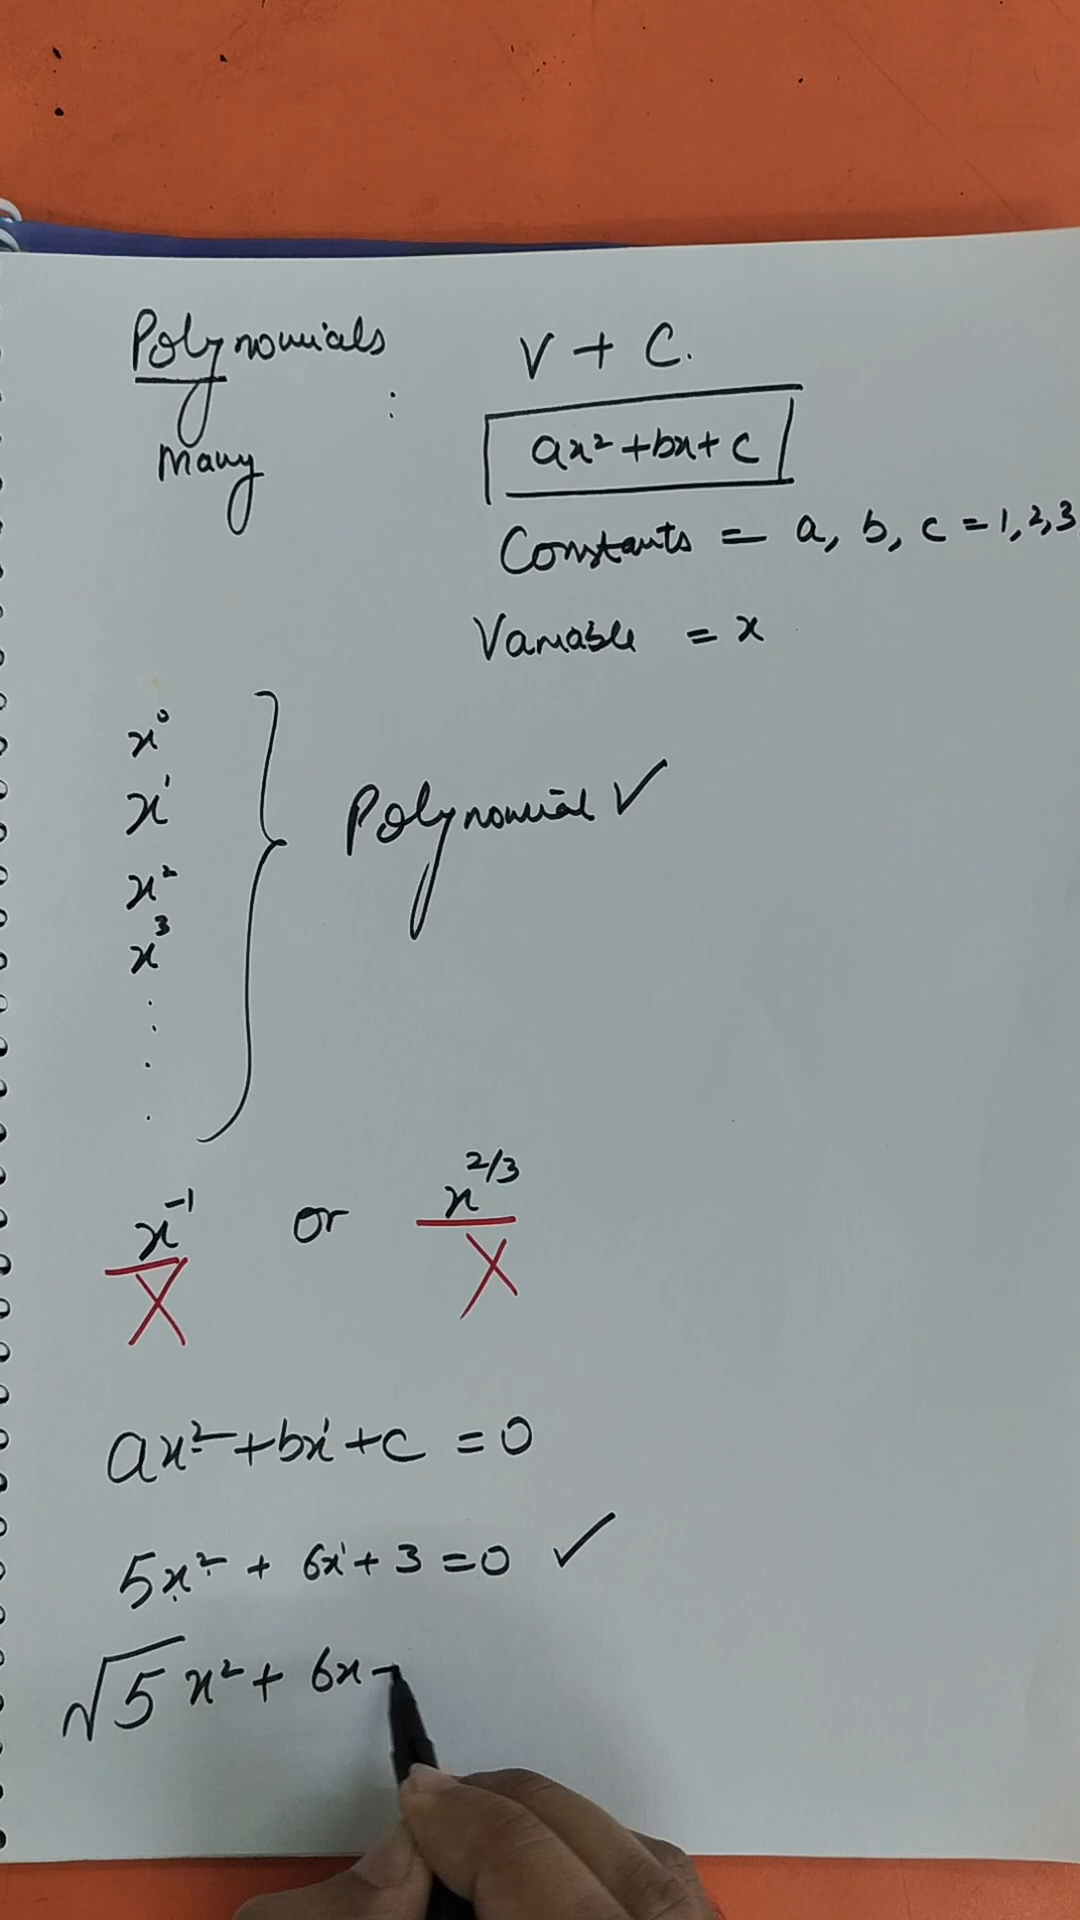 Polynomials : V + C.
Many
ax² + bx + c
Constants = a, b, c = 1, 2, 3
Variable = x
x⁰
x¹
x²
x³
Polynomial ✓
x⁻¹ or x^2/3
X X
ax² + bx¹ + c = 0
5x² + 6x¹ + 3 = 0 ✓
√5 x² + 6x -